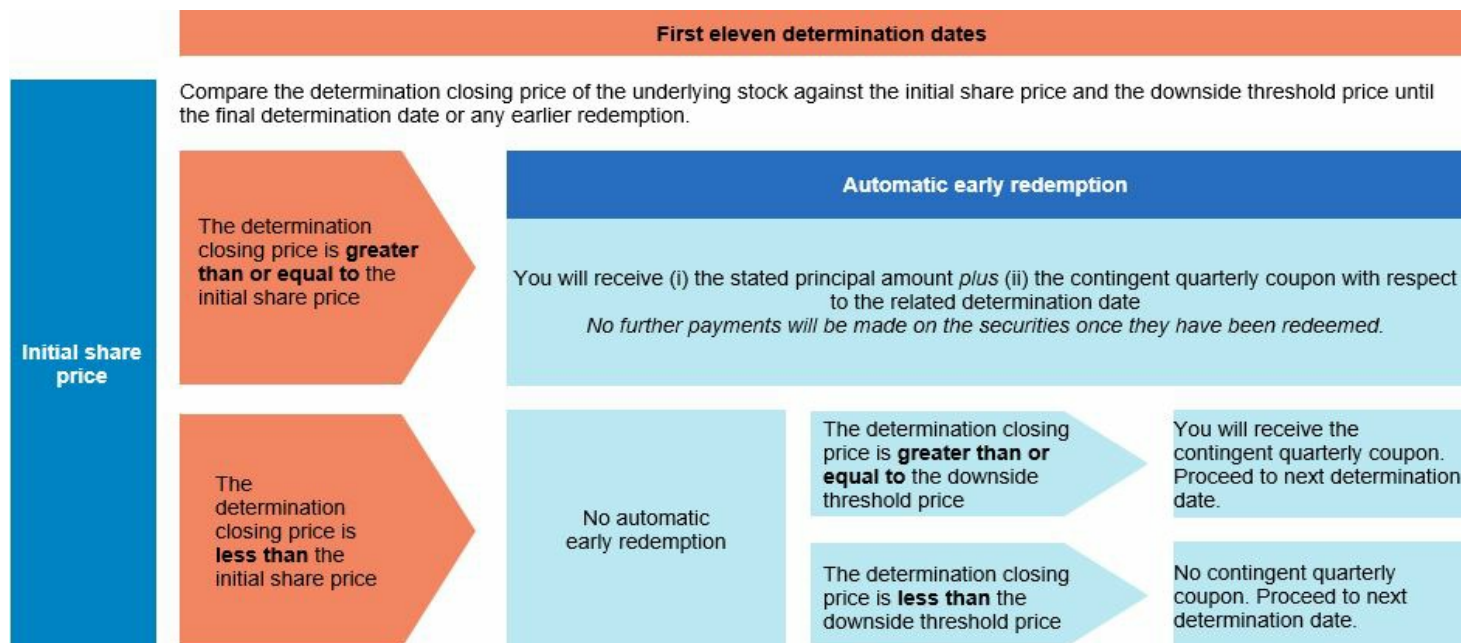 First eleven determination dates
Compare the determination closing price of the underlying stock against the initial share price and the downside threshold price until
the final determination date or any earlier redemption.
Initial share
price
The determination
closing price is greater
than or equal to the
initial share price
Automatic early redemption
You will receive (i) the stated principal amount plus (ii) the contingent quarterly coupon with respect
to the related determination date
No further payments will be made on the securities once they have been redeemed.
The
determination
closing price is
less than the
initial share price
No automatic
early redemption
The determination closing
price is greater than or
equal to the downside
threshold price
You will receive the
contingent quarterly coupon.
Proceed to next determination
date.
The determination closing
price is less than the
downside threshold price
No contingent quarterly
coupon. Proceed to next
determination date.